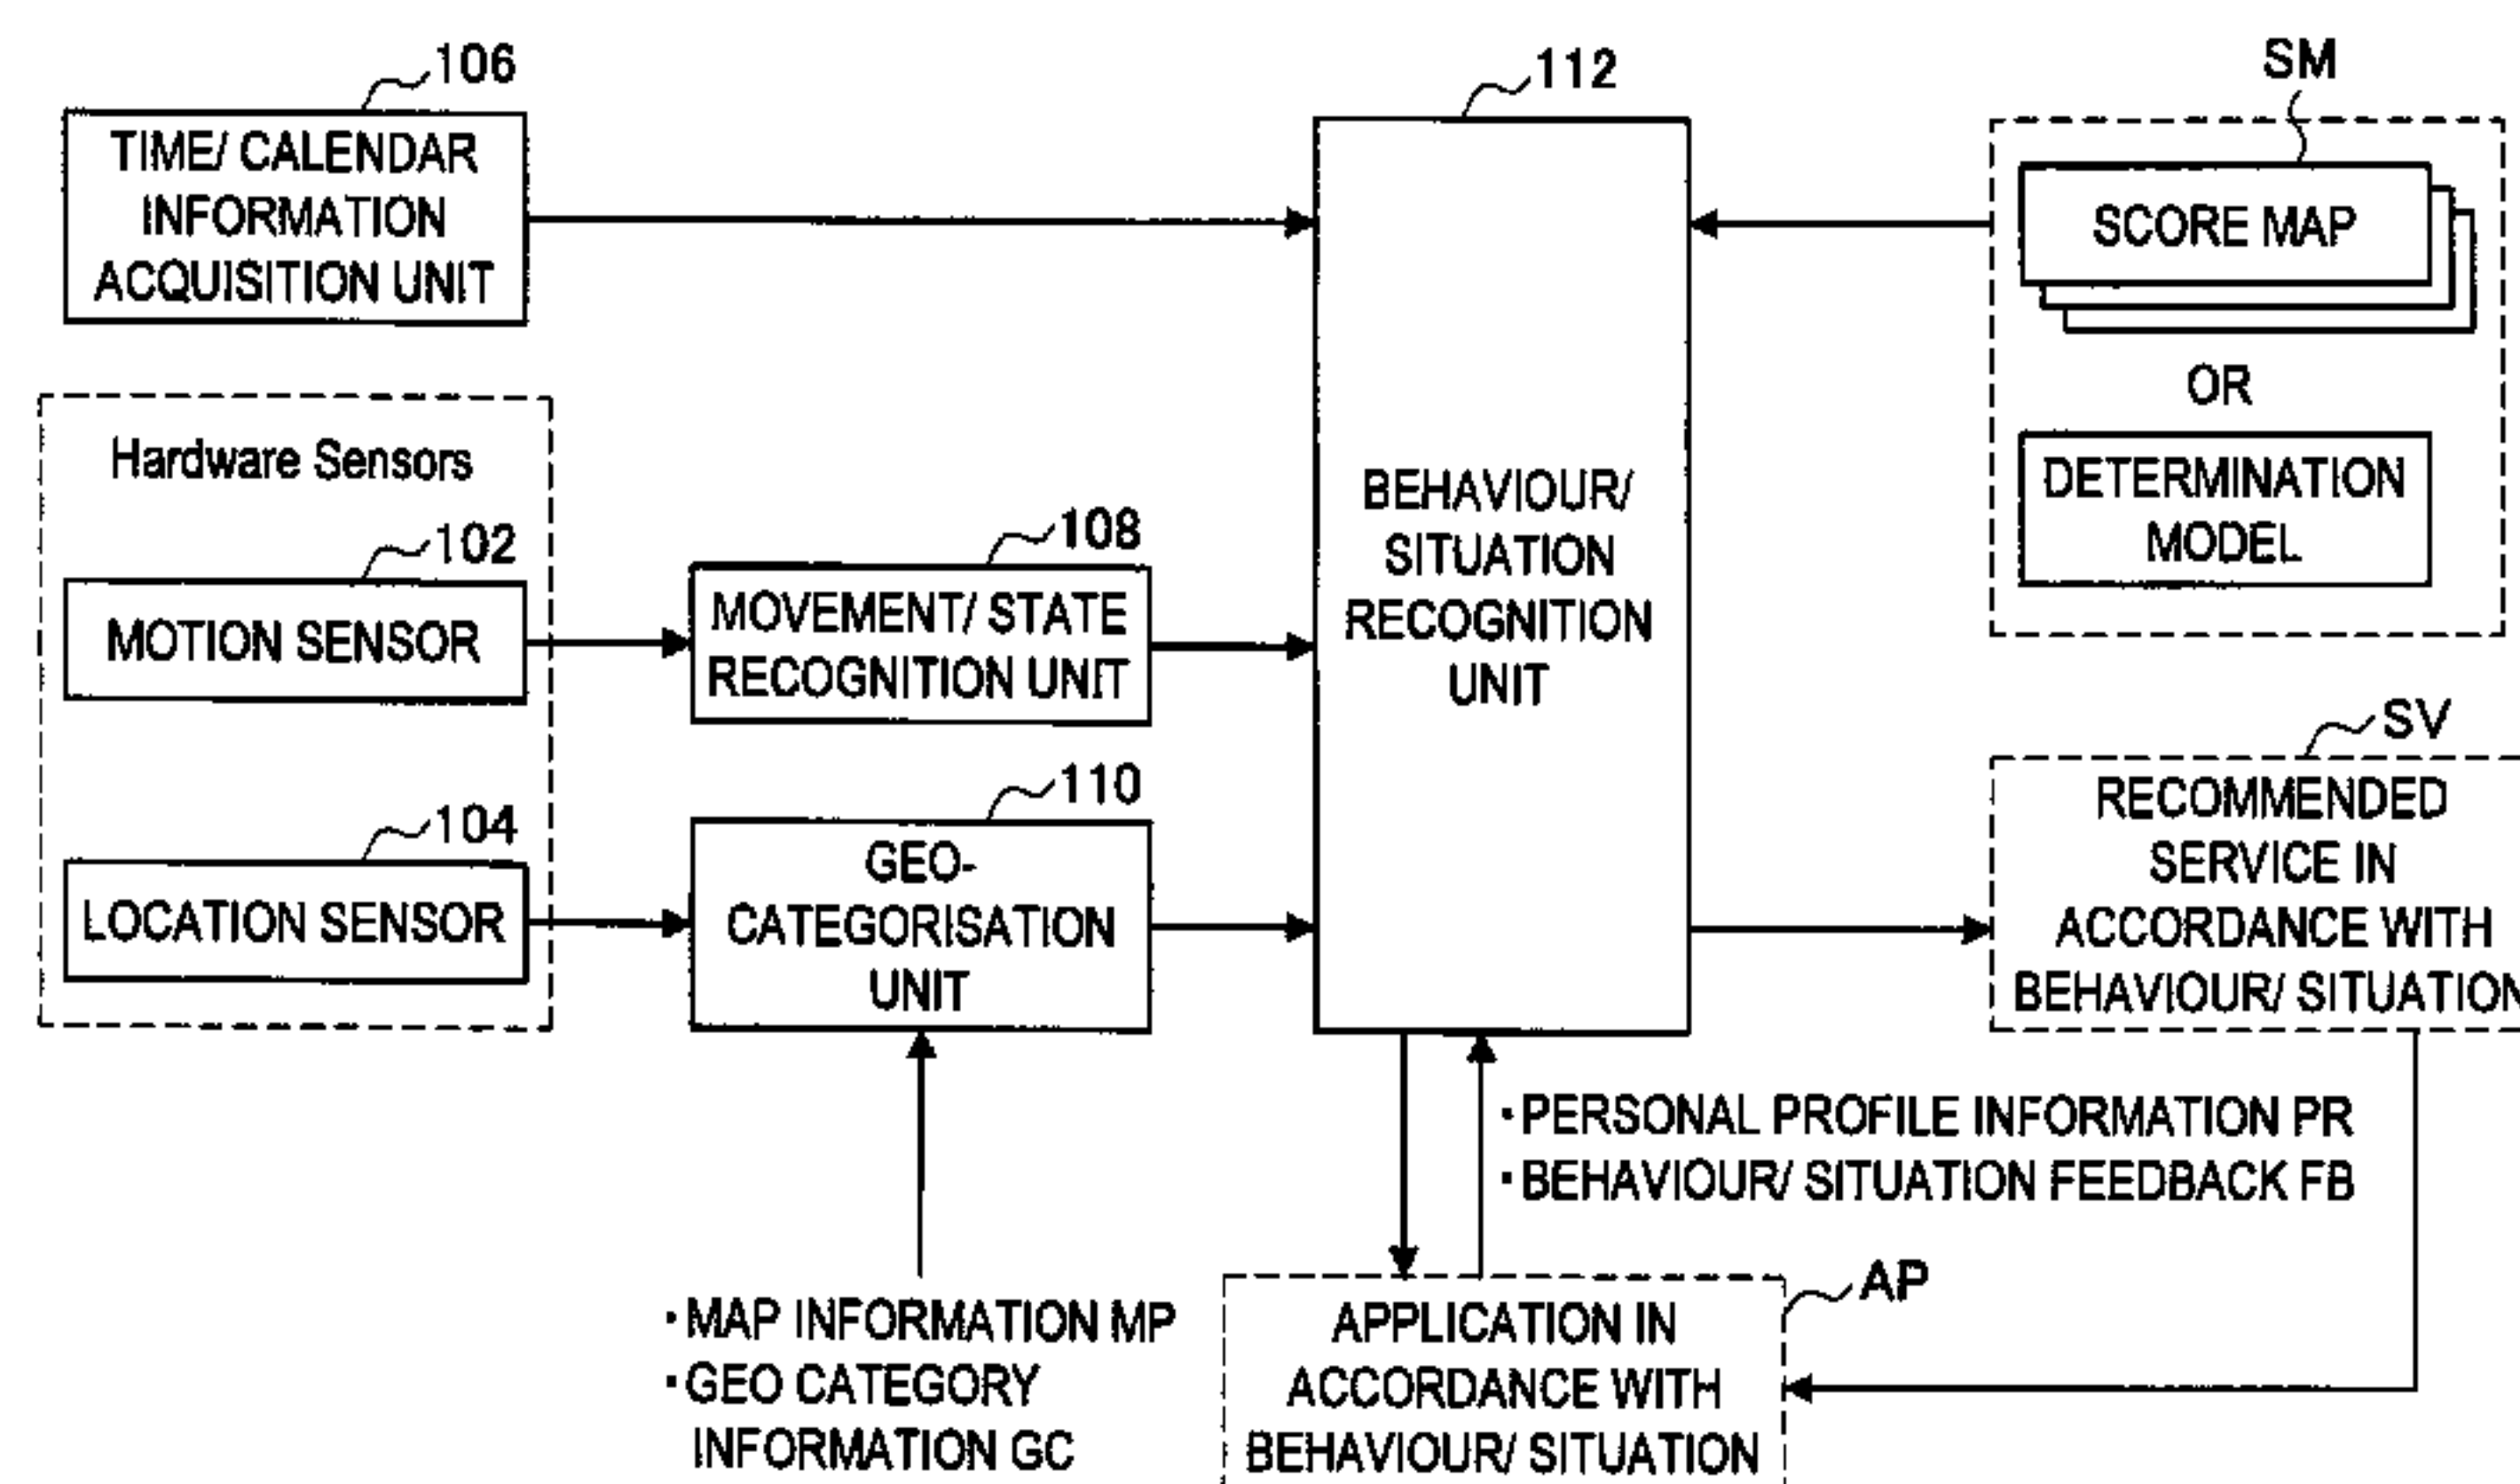 106
TIME/ CALENDAR
INFORMATION
ACQUISITION UNIT
Hardware Sensors
102
MOTION SENSOR
104
LOCATION SENSOR
108
MOVEMENT/ STATE
RECOGNITION UNIT
110
GEO-
CATEGORISATION
UNIT
・MAP INFORMATION MP
・GEO CATEGORY
INFORMATION GC
112
BEHAVIOUR/
SITUATION
RECOGNITION
UNIT
SM
SCORE MAP
OR
DETERMINATION
MODEL
SV
RECOMMENDED
SERVICE IN
ACCORDANCE WITH
BEHAVIOUR/ SITUATION
・PERSONAL PROFILE INFORMATION PR
・BEHAVIOUR/ SITUATION FEEDBACK FB
AP
APPLICATION IN
ACCORDANCE WITH
BEHAVIOUR/ SITUATION